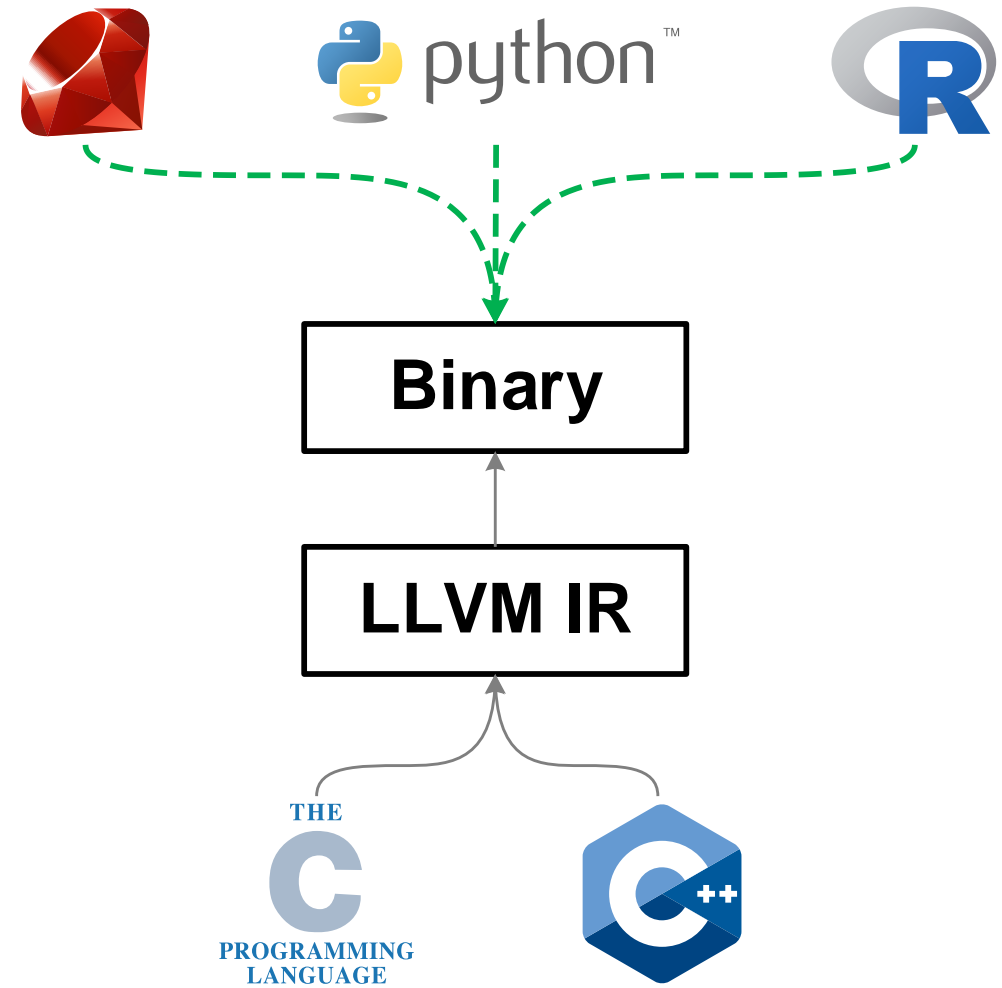 python™
R
Binary
LLVM IR
THE
C
PROGRAMMING
LANGUAGE
C++